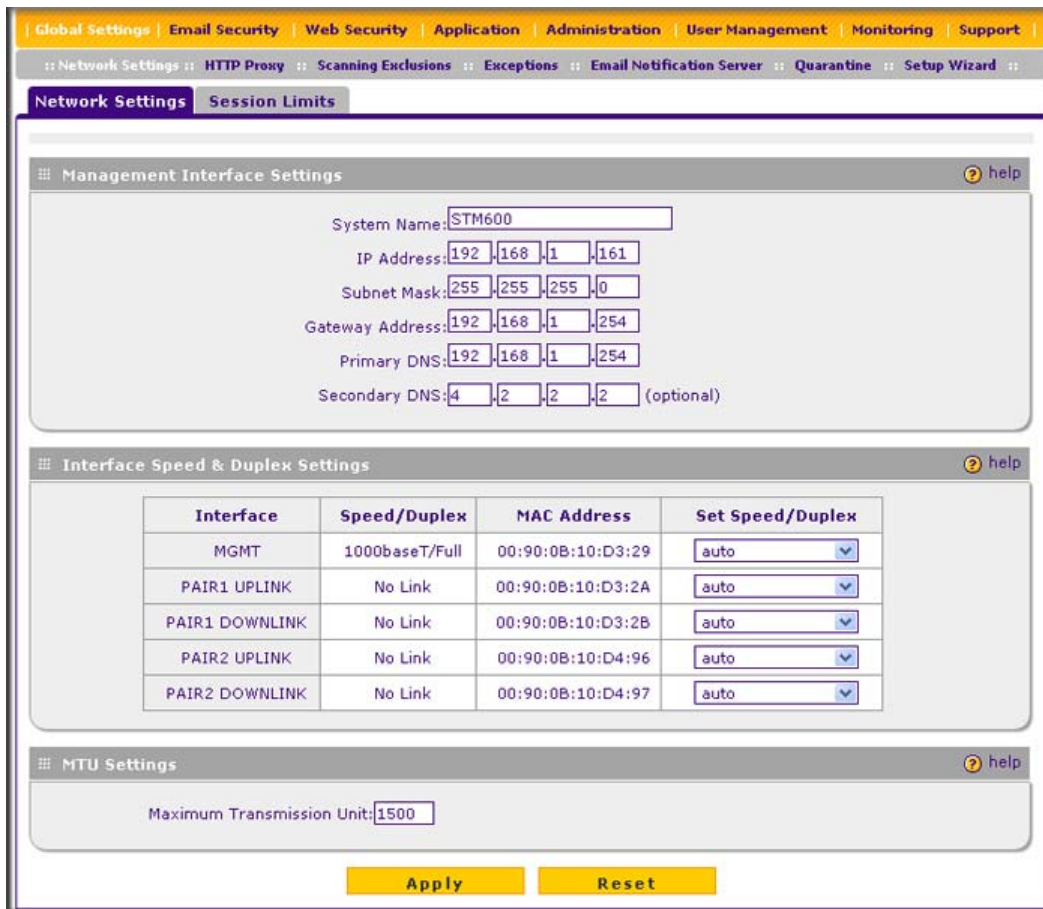 | Global Settings | Email Security | Web Security | Application | Administration | User Management | Monitoring | Support |
:: Network Settings :: HTTP Proxy :: Scanning Exclusions :: Exceptions :: Email Notification Server :: Quarantine :: Setup Wizard ::
Network Settings Session Limits
Management Interface Settings ? help
System Name: STM600
IP Address: 192 . 168 . 1 . 161
Subnet Mask: 255 . 255 . 255 . 0
Gateway Address: 192 . 168 . 1 . 254
Primary DNS: 192 . 168 . 1 . 254
Secondary DNS: 4 . 2 . 2 . 2 (optional)
Interface Speed & Duplex Settings ? help
Interface Speed/Duplex MAC Address Set Speed/Duplex
MGMT 1000baseT/Full 00:90:0B:10:D3:29 auto
PAIR1 UPLINK No Link 00:90:0B:10:D3:2A auto
PAIR1 DOWNLINK No Link 00:90:0B:10:D3:2B auto
PAIR2 UPLINK No Link 00:90:0B:10:D4:96 auto
PAIR2 DOWNLINK No Link 00:90:0B:10:D4:97 auto
MTU Settings ? help
Maximum Transmission Unit: 1500
Apply Reset